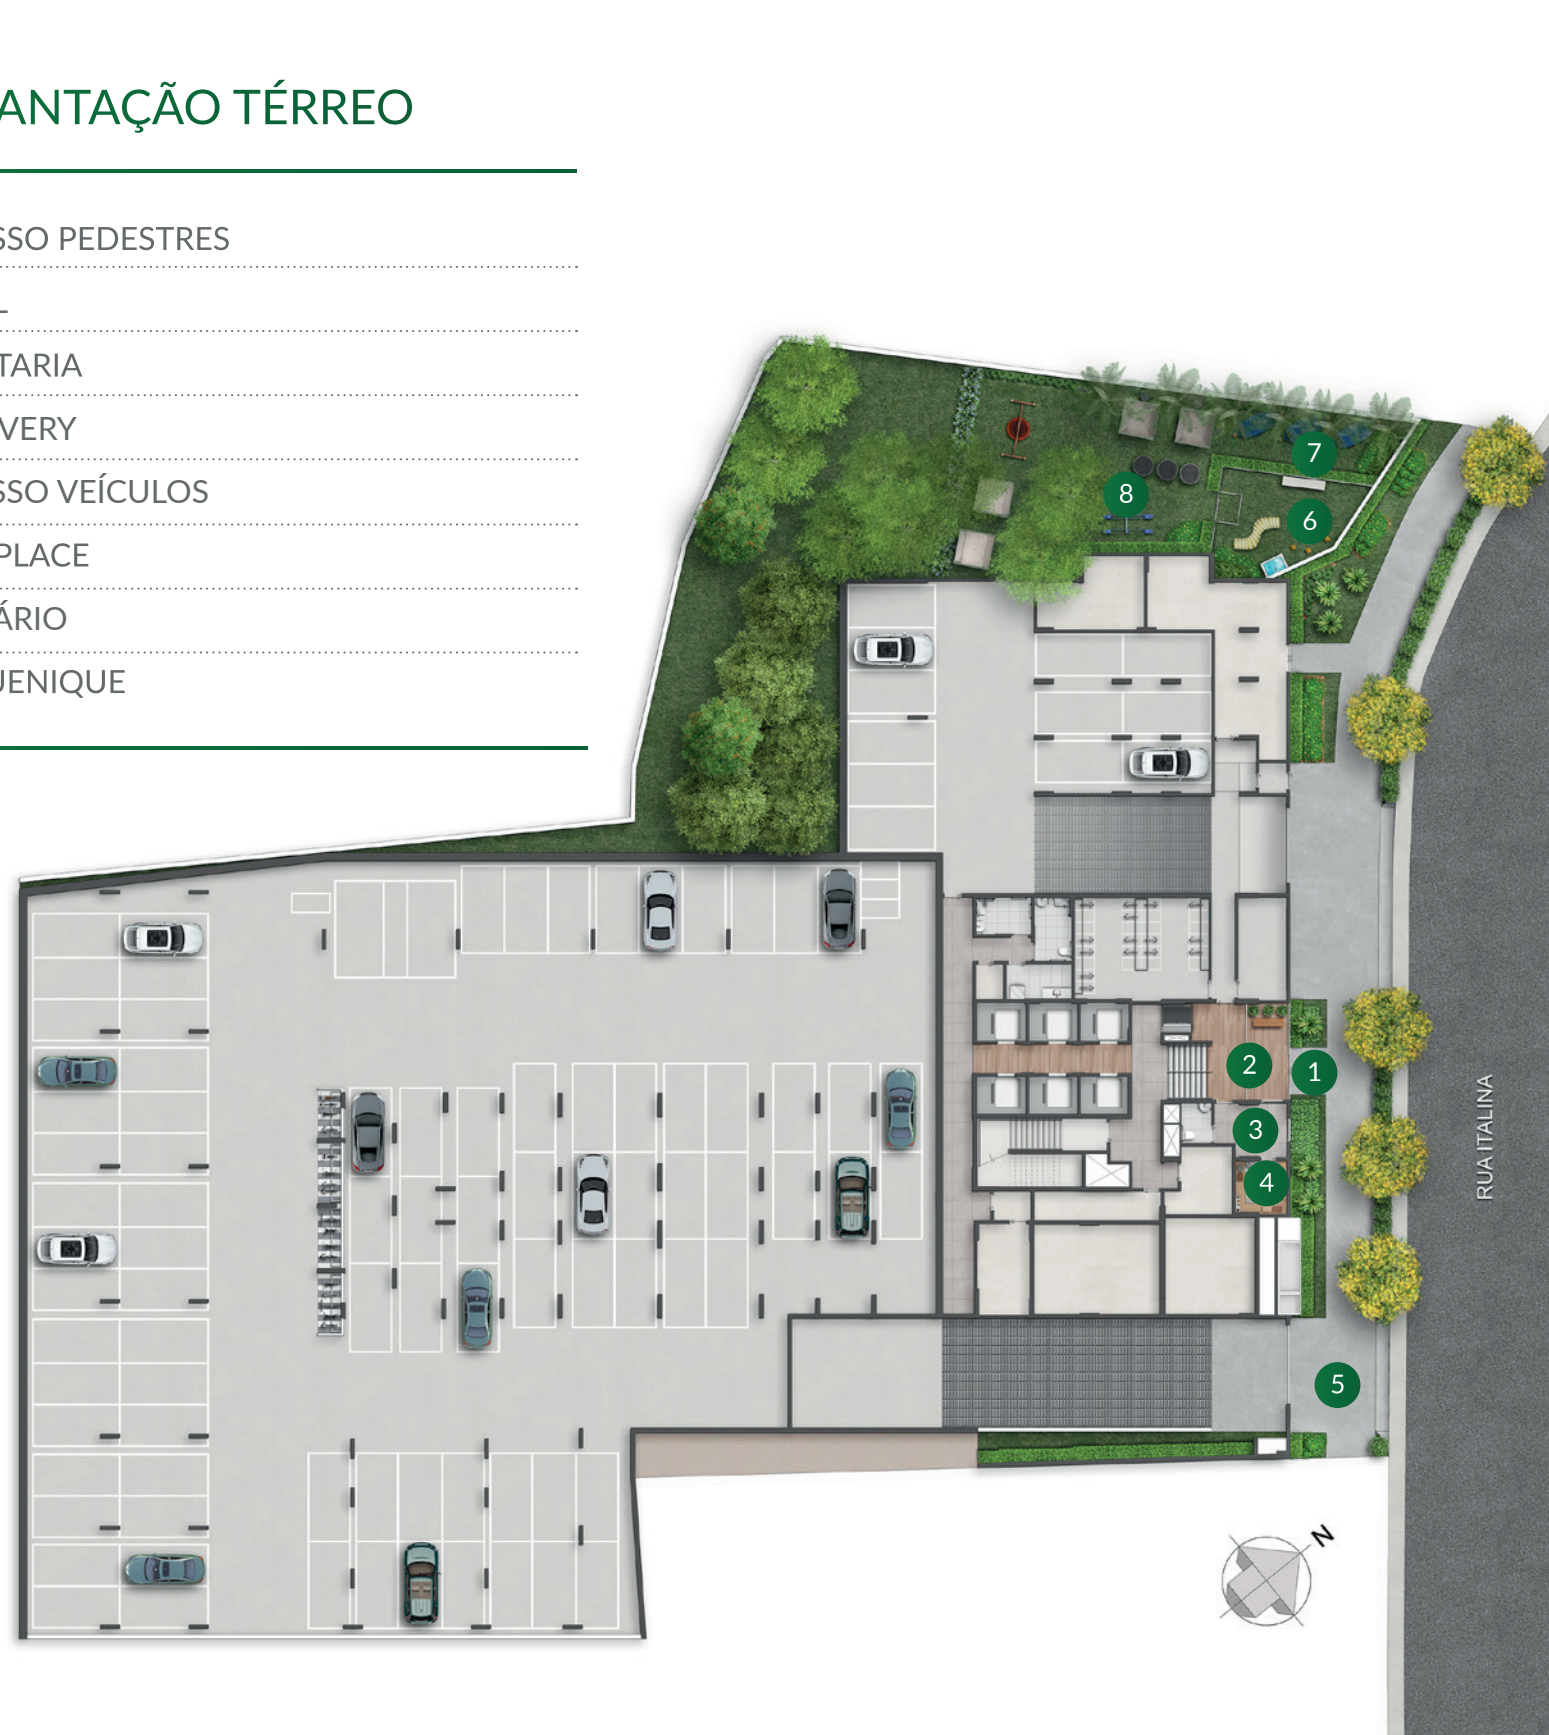 ANTAÇÃO TÉRREO
SSO PEDESTRES
L
TARIA
VERY
SSO VEÍCULOS
PLACE
ÁRIO
UENIQUE
7
8
6
2
1
3
4
5
RUA ITALINA
N